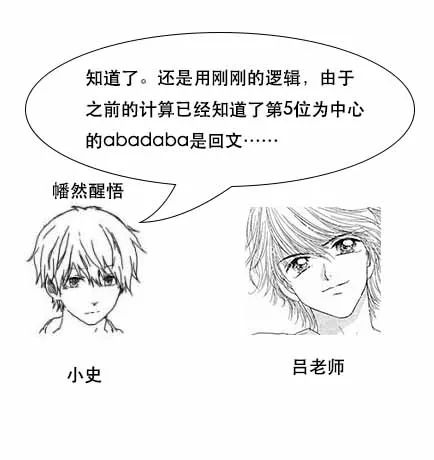 知道了。还是用刚刚的逻辑，由于
之前的计算已经知道了第5位为中心
的abadaba是回文……
幡然醒悟
小史
吕老师